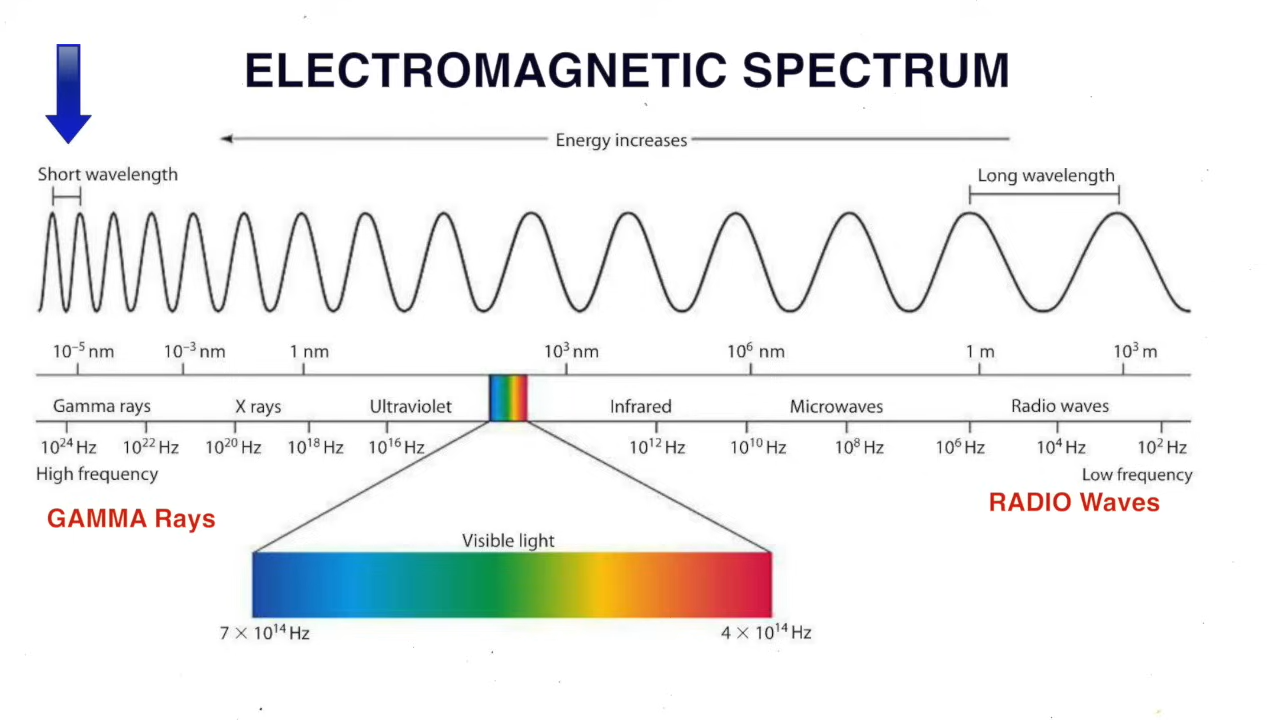 ELECTROMAGNETIC SPECTRUM
Energy increases
Short wavelength
Long wavelength
10⁻⁵ nm 10⁻³ nm 1 nm 10³ nm 10⁶ nm 1 m 10³ m
Gamma rays X rays Ultraviolet Infrared Microwaves Radio waves
10²⁴ Hz 10²² Hz 10²⁰ Hz 10¹⁸ Hz 10¹⁶ Hz 10¹² Hz 10¹⁰ Hz 10⁸ Hz 10⁶ Hz 10⁴ Hz 10² Hz
High frequency Low frequency
GAMMA Rays RADIO Waves
Visible light
7 × 10¹⁴ Hz 4 × 10¹⁴ Hz